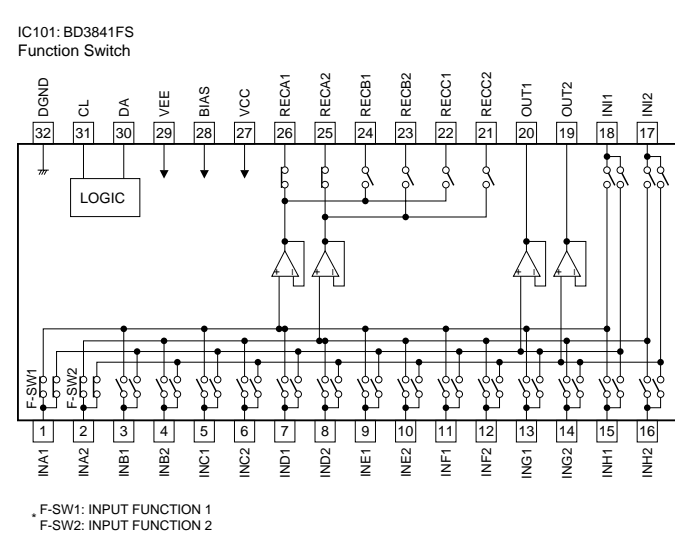 IC101: BD3841FS
Function Switch
DGND CL DA VEE BIAS VCC RECA1 RECA2 RECB1 RECB2 RECC1 RECC2 OUT1 OUT2 INI1 INI2
32 31 30 29 28 27 26 25 24 23 22 21 20 19 18 17
LOGIC
+ − + − + − + −
F-SW1 F-SW2
1 2 3 4 5 6 7 8 9 10 11 12 13 14 15 16
INA1 INA2 INB1 INB2 INC1 INC2 IND1 IND2 INE1 INE2 INF1 INF2 ING1 ING2 INH1 INH2
* F-SW1: INPUT FUNCTION 1
F-SW2: INPUT FUNCTION 2